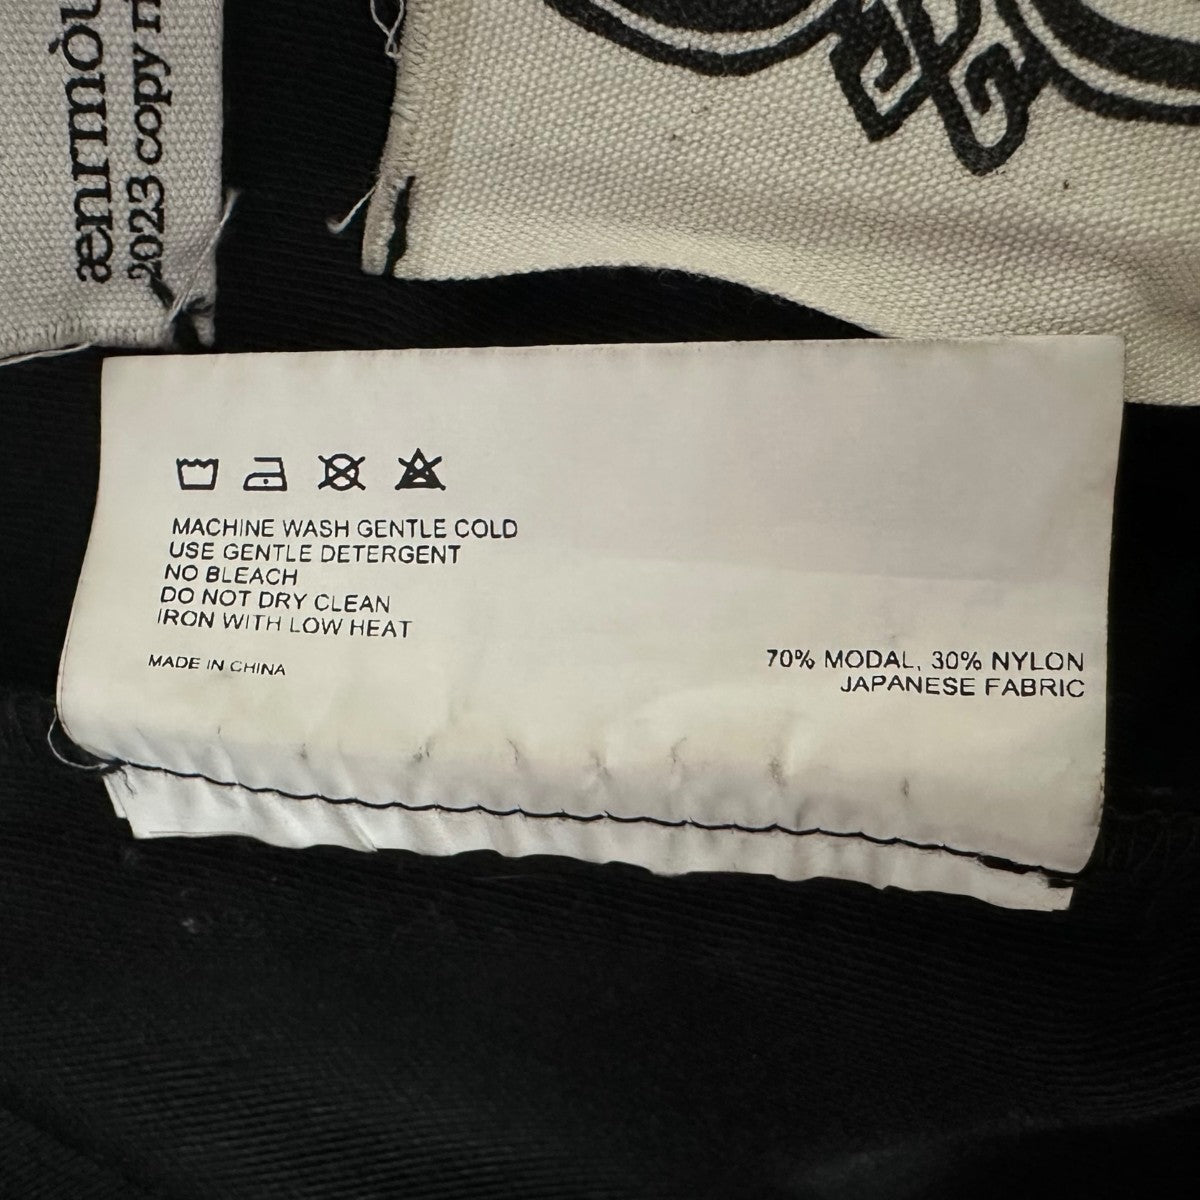 ænrmòu
2023 copy
MACHINE WASH GENTLE COLD
USE GENTLE DETERGENT
NO BLEACH
DO NOT DRY CLEAN
IRON WITH LOW HEAT
MADE IN CHINA
70% MODAL, 30% NYLON
JAPANESE FABRIC